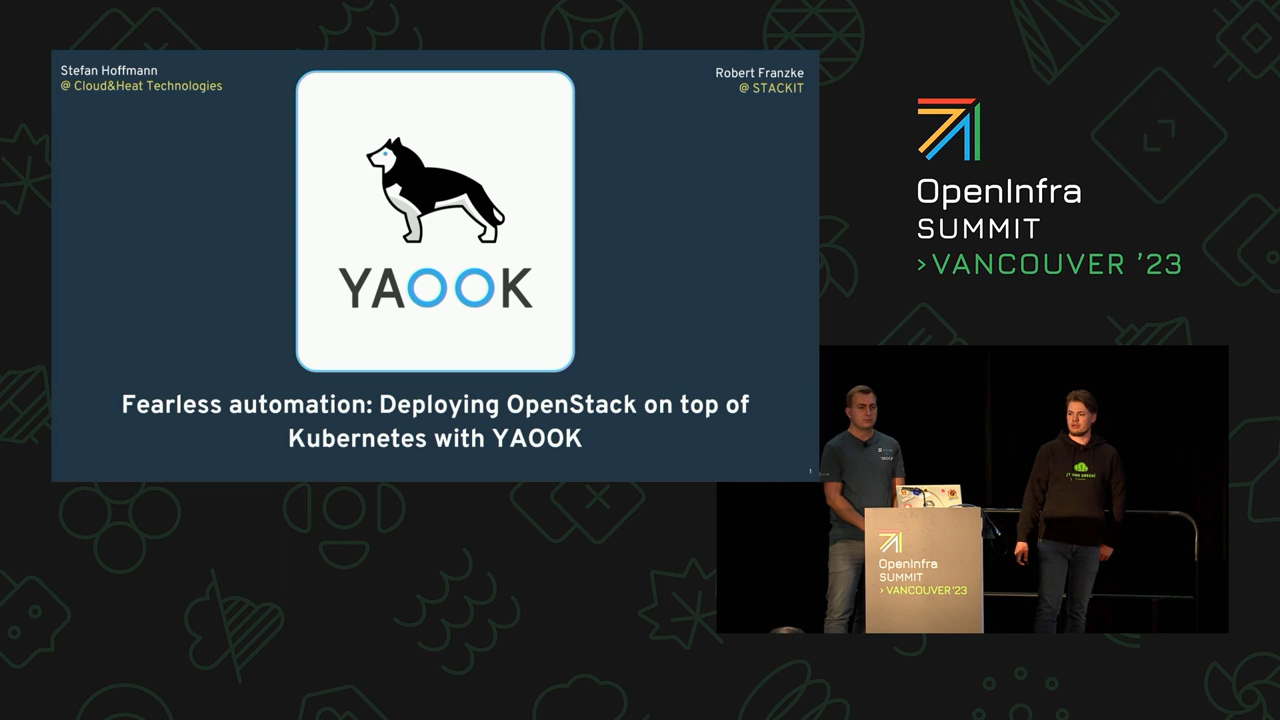 Stefan Hoffmann
@ Cloud&Heat Technologies
Robert Franzke
@ STACKIT
YAOOK
Fearless automation: Deploying OpenStack on top of
Kubernetes with YAOOK
1
OpenInfra
SUMMIT
>VANCOUVER '23
OpenInfra
SUMMIT
>VANCOUVER '23